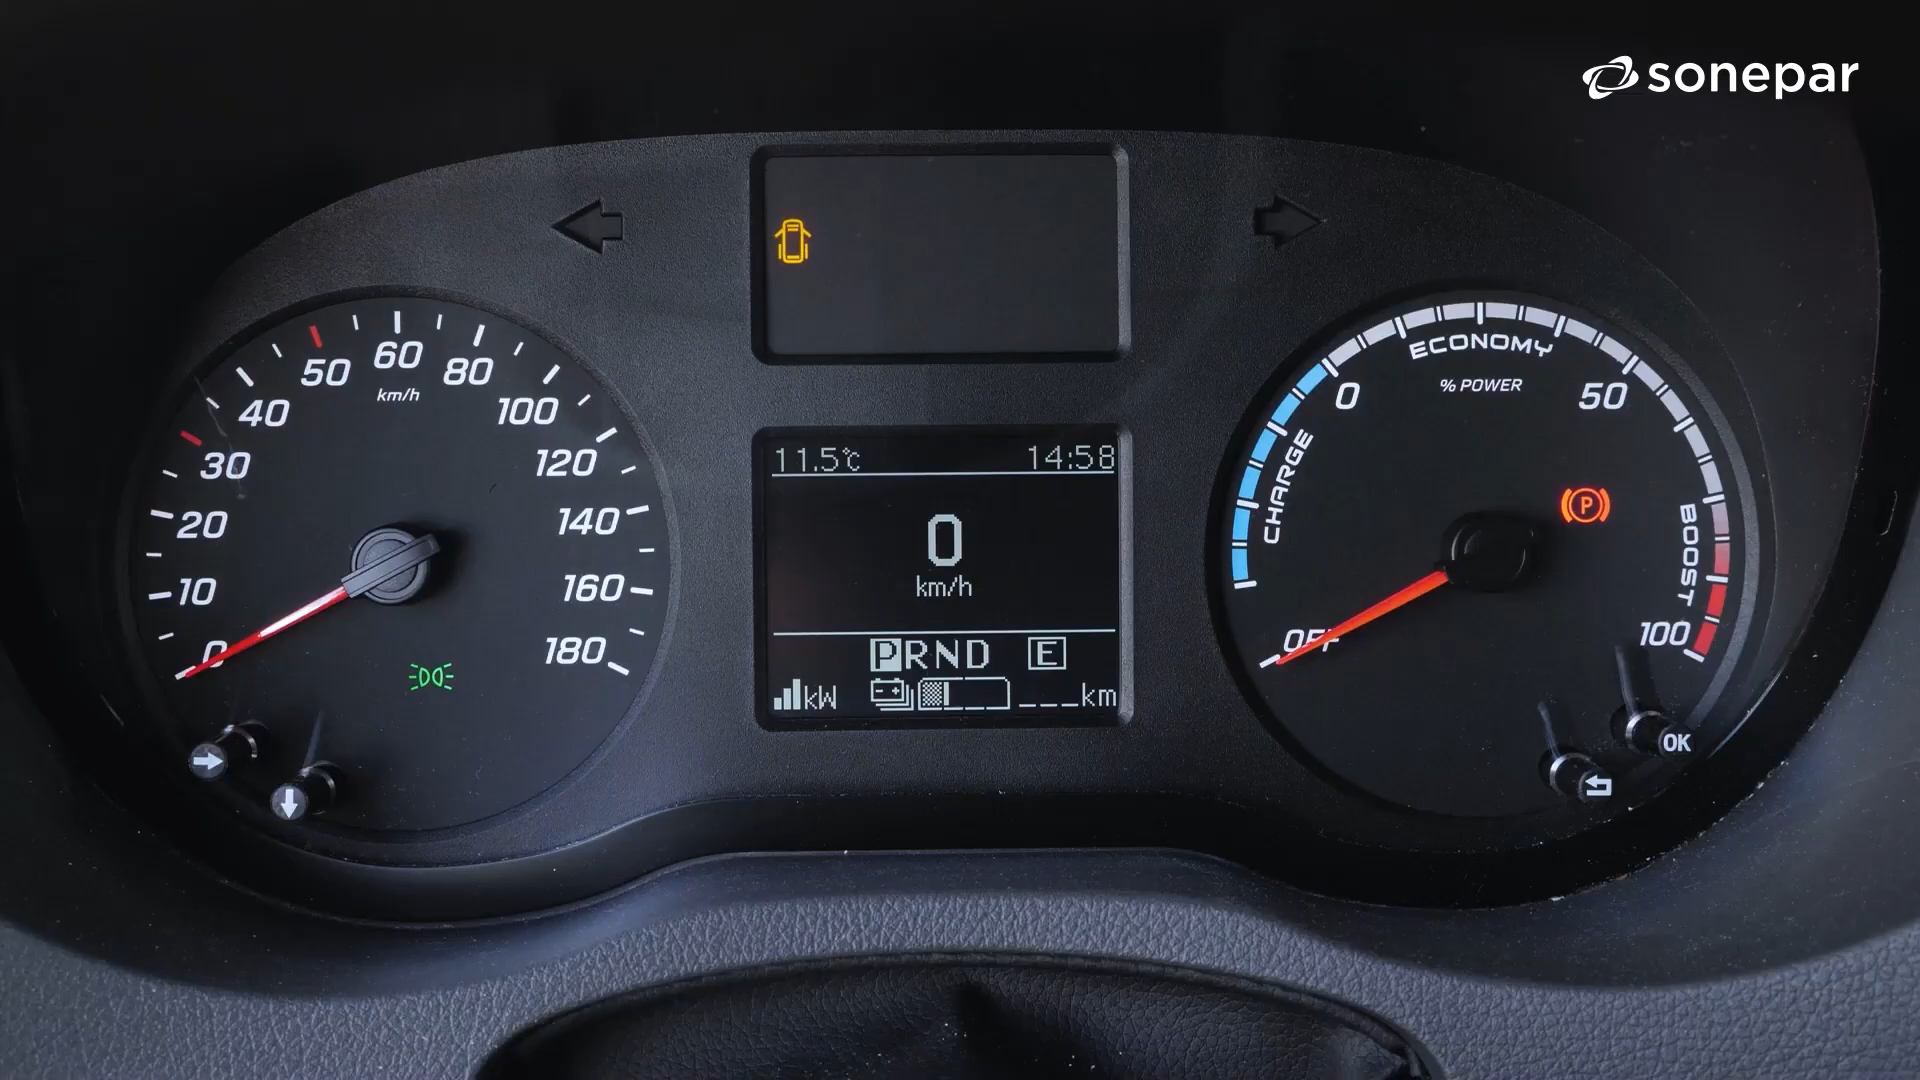 sonepar
0
10
20
30
40
50
60
80
100
120
140
160
180
km/h
11.5°C
14:58
0
km/h
PRND
E
kW
___km
CHARGE
ECONOMY
BOOST
% POWER
OFF
0
50
100
P
OK